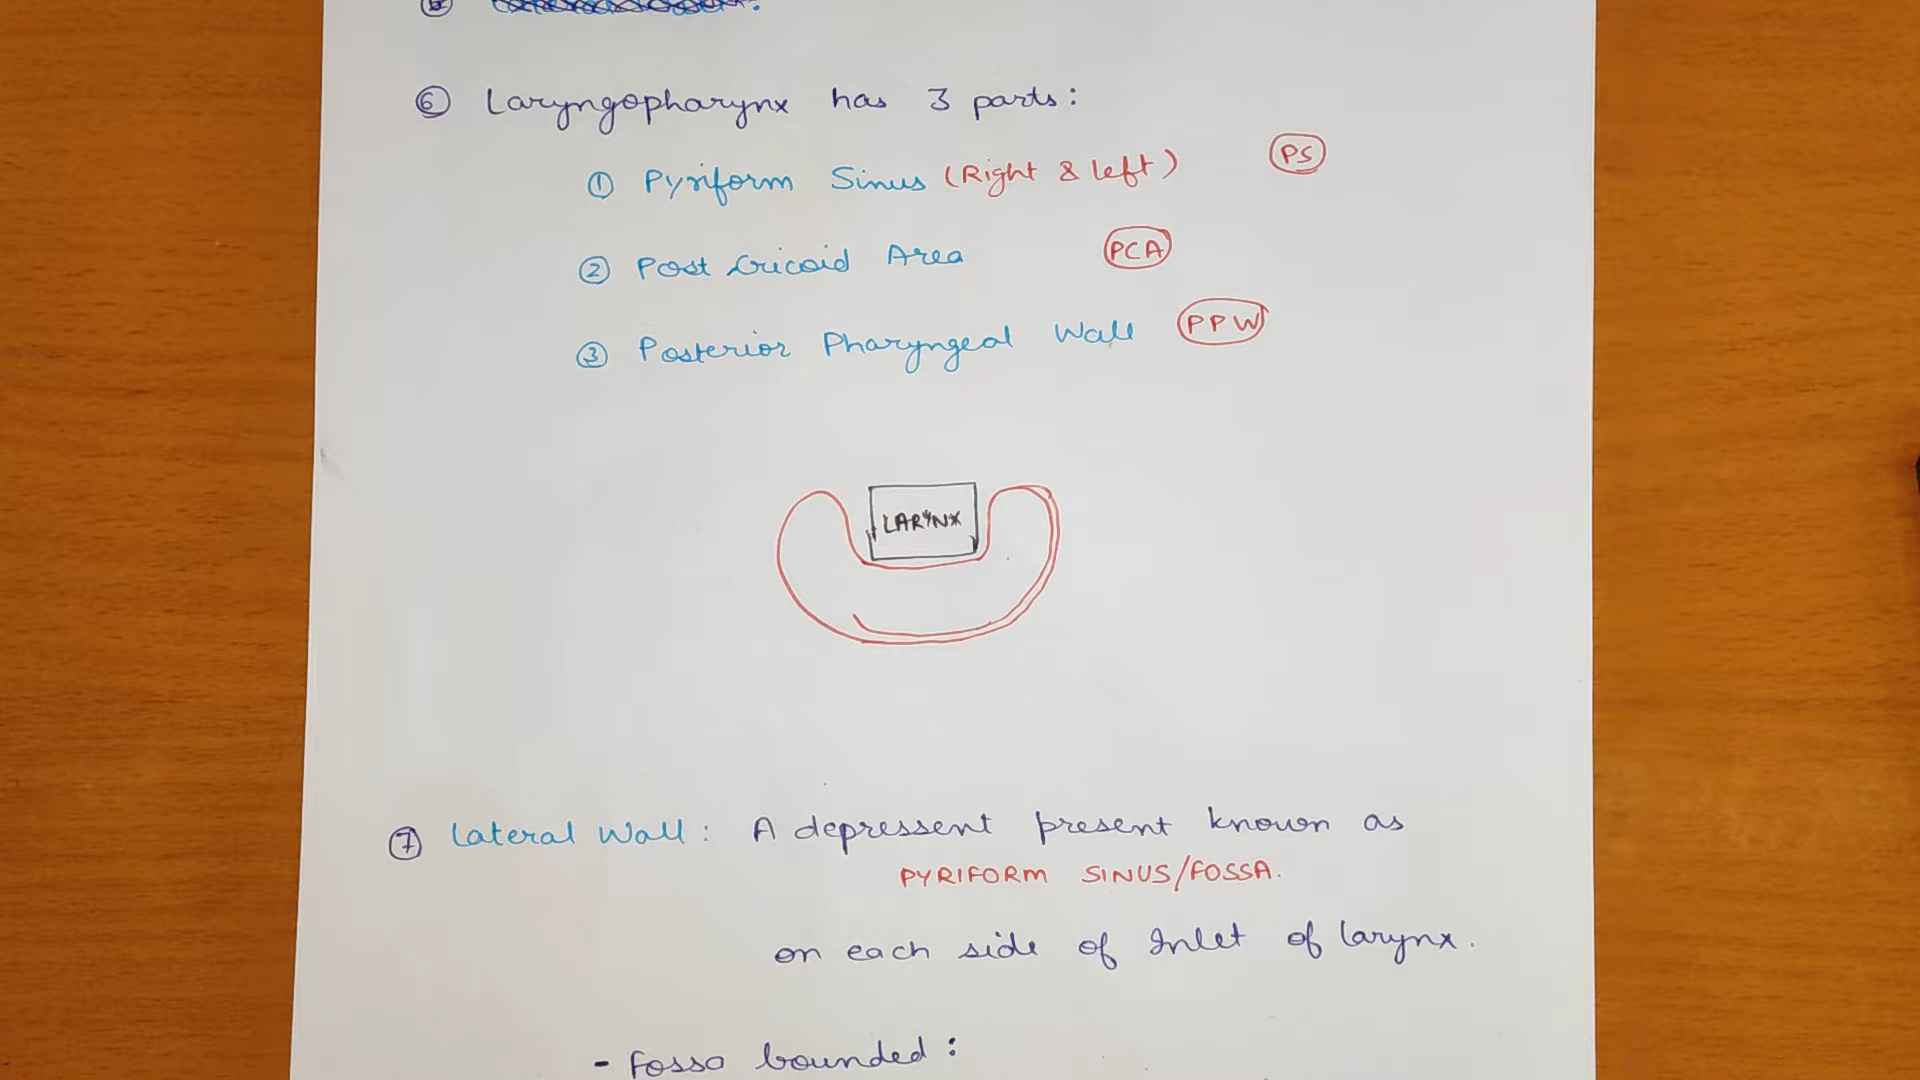 ⑥ Laryngopharynx has 3 parts:
① Pyriform Sinus (Right & left) PS
② Post Cricoid Area PCA
③ Posterior Pharyngeal Wall PPW
LARYNX
⑦ Lateral Wall: A depressent present known as
PYRIFORM SINUS/FOSSA.
on each side of Inlet of larynx.
- Fossa bounded: